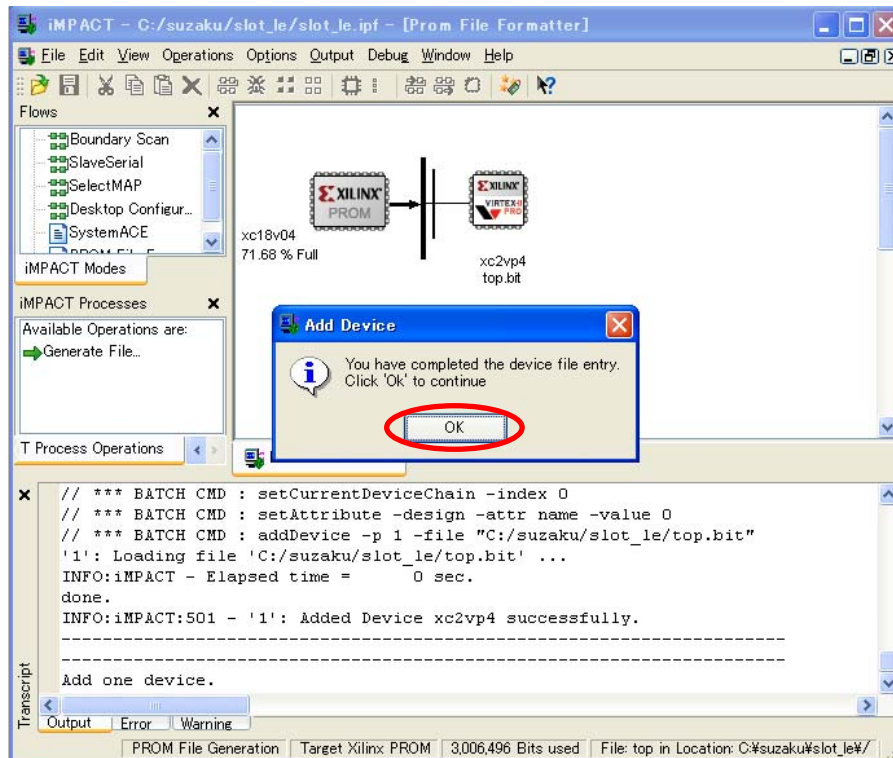 iMPACT - C:/suzaku/slot_le/slot_le.ipf - [Prom File Formatter]
File Edit View Operations Options Output Debug Window Help
Flows
Boundary Scan
SlaveSerial
SelectMAP
Desktop Configur...
SystemACE
iMPACT Modes
iMPACT Processes
Available Operations are:
Generate File...
T Process Operations
XILINX
PROM
xc18v04
71.68 % Full
XILINX
VIRTEX-II
PRO
xc2vp4
top.bit
Add Device
You have completed the device file entry.
Click 'Ok' to continue
OK
// *** BATCH CMD : setCurrentDeviceChain -index 0
// *** BATCH CMD : setAttribute -design -attr name -value 0
// *** BATCH CMD : addDevice -p 1 -file "C:/suzaku/slot_le/top.bit"
'1': Loading file 'C:/suzaku/slot_le/top.bit' ...
INFO:iMPACT - Elapsed time =      0 sec.
done.
INFO:iMPACT:501 - '1': Added Device xc2vp4 successfully.
----------------------------------------------------------------------
----------------------------------------------------------------------
Add one device.
Transcript
Output Error Warning
PROM File Generation Target Xilinx PROM 3,006,496 Bits used File: top in Location: C:¥suzaku¥slot_le¥/